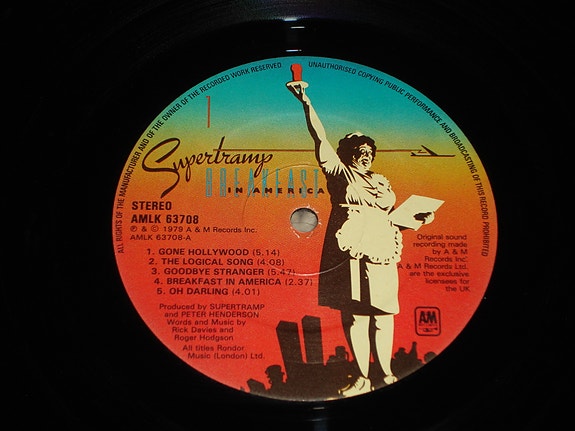 ALL RIGHTS OF THE MANUFACTURER AND OF THE OWNER OF THE RECORDED WORK RESERVED
UNAUTHORISED COPYING PUBLIC PERFORMANCE AND BROADCASTING OF THIS RECORD PROHIBITED
1
Supertramp
BREAKFAST
IN AMERICA
STEREO
AMLK 63708
℗ & © 1979 A & M Records Inc.
AMLK 63708-A
1. GONE HOLLYWOOD (5.14)
2. THE LOGICAL SONG (4.08)
3. GOODBYE STRANGER (5.47)
4. BREAKFAST IN AMERICA (2.37)
5. OH DARLING (4.01)
Produced by SUPERTRAMP
and PETER HENDERSON
Words and Music by
Rick Davies and
Roger Hodgson
All titles Rondor
Music (London) Ltd.
Original sound
recording made
by A & M
Records Inc.
A & M Records Ltd.
are the exclusive
licensees for
the UK.
AM
RECORDS